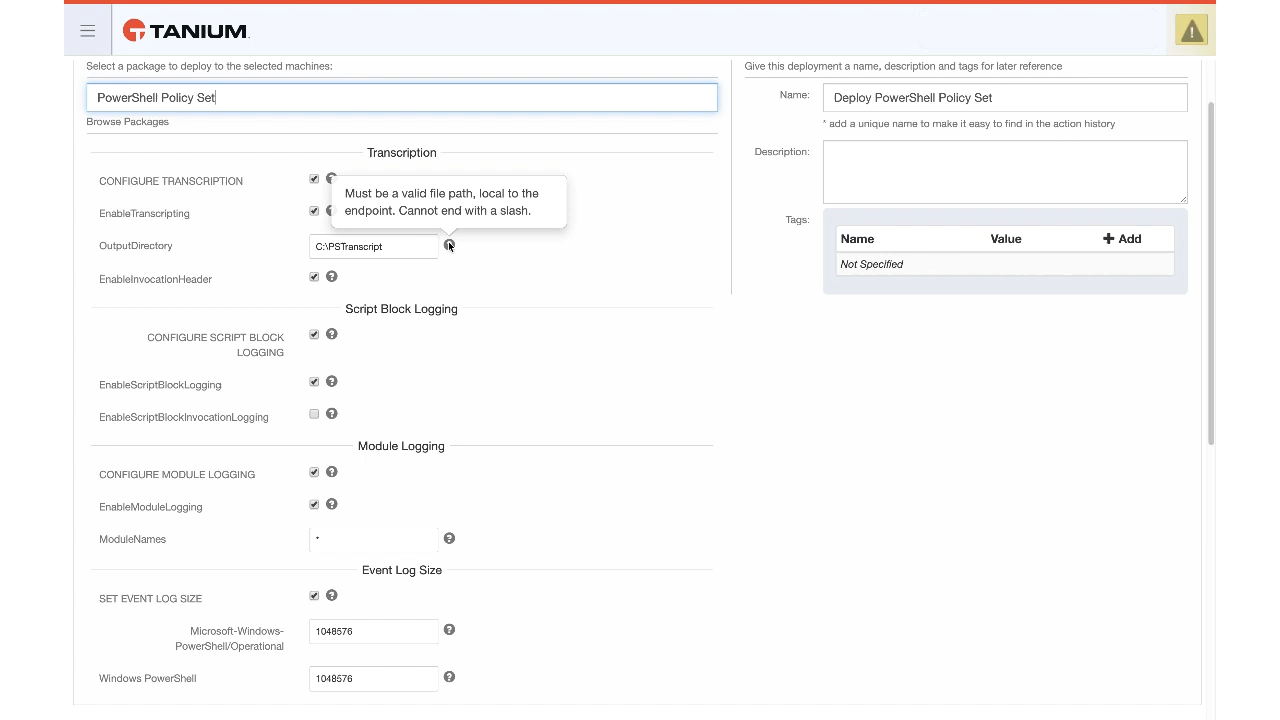 TANIUM
Select a package to deploy to the selected machines:
PowerShell Policy Set
Browse Packages
Transcription
CONFIGURE TRANSCRIPTION
Must be a valid file path, local to the
endpoint. Cannot end with a slash.
EnableTranscripting
OutputDirectory
C:\PSTranscript
EnableInvocationHeader
Script Block Logging
CONFIGURE SCRIPT BLOCK
LOGGING
EnableScriptBlockLogging
EnableScriptBlockInvocationLogging
Module Logging
CONFIGURE MODULE LOGGING
EnableModuleLogging
ModuleNames
*
Event Log Size
SET EVENT LOG SIZE
Microsoft-Windows-
PowerShell/Operational
1048576
Windows PowerShell
1048576
Give this deployment a name, description and tags for later reference
Name:
Deploy PowerShell Policy Set
* add a unique name to make it easy to find in the action history
Description:
Tags:
Name Value + Add
Not Specified